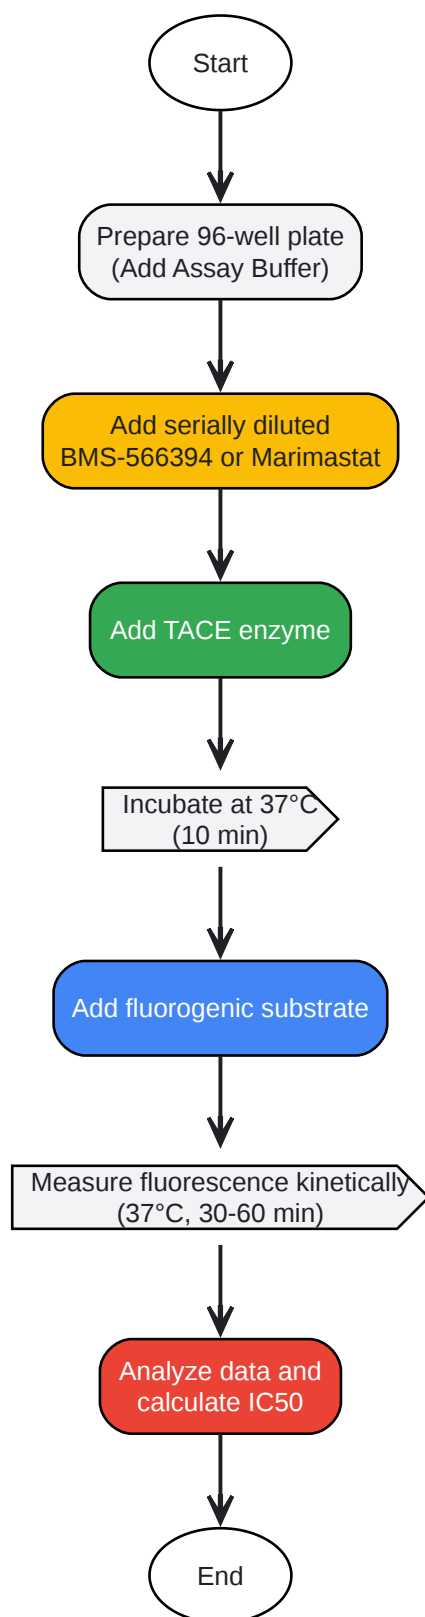 Start
Prepare 96-well plate
(Add Assay Buffer)
Add serially diluted
BMS-566394 or Marimastat
Add TACE enzyme
Incubate at 37°C
(10 min)
Add fluorogenic substrate
Measure fluorescence kinetically
(37°C, 30-60 min)
Analyze data and
calculate IC50
End